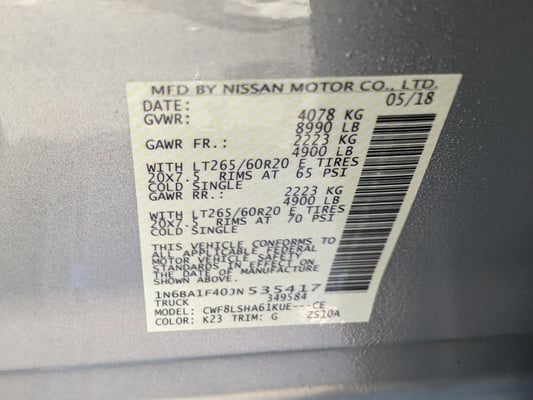 MFD BY NISSAN MOTOR CO., LTD.
DATE: 05/18
GVWR: 4078 KG
8990 LB
GAWR FR.: 2223 KG
4900 LB
WITH LT265/60R20 E TIRES
20X7.5 RIMS AT 65 PSI
COLD SINGLE
GAWR RR.: 2223 KG
4900 LB
WITH LT265/60R20 E TIRES
20X7.5 RIMS AT 70 PSI
COLD SINGLE
THIS VEHICLE CONFORMS TO
ALL APPLICABLE FEDERAL
MOTOR VEHICLE SAFETY
STANDARDS IN EFFECT ON
THE DATE OF MANUFACTURE
SHOWN ABOVE.
1N6BA1F40JN535417
TRUCK 349584
MODEL: CWF8LSHA61KUE---CE
COLOR: K23 TRIM: G ZS10A